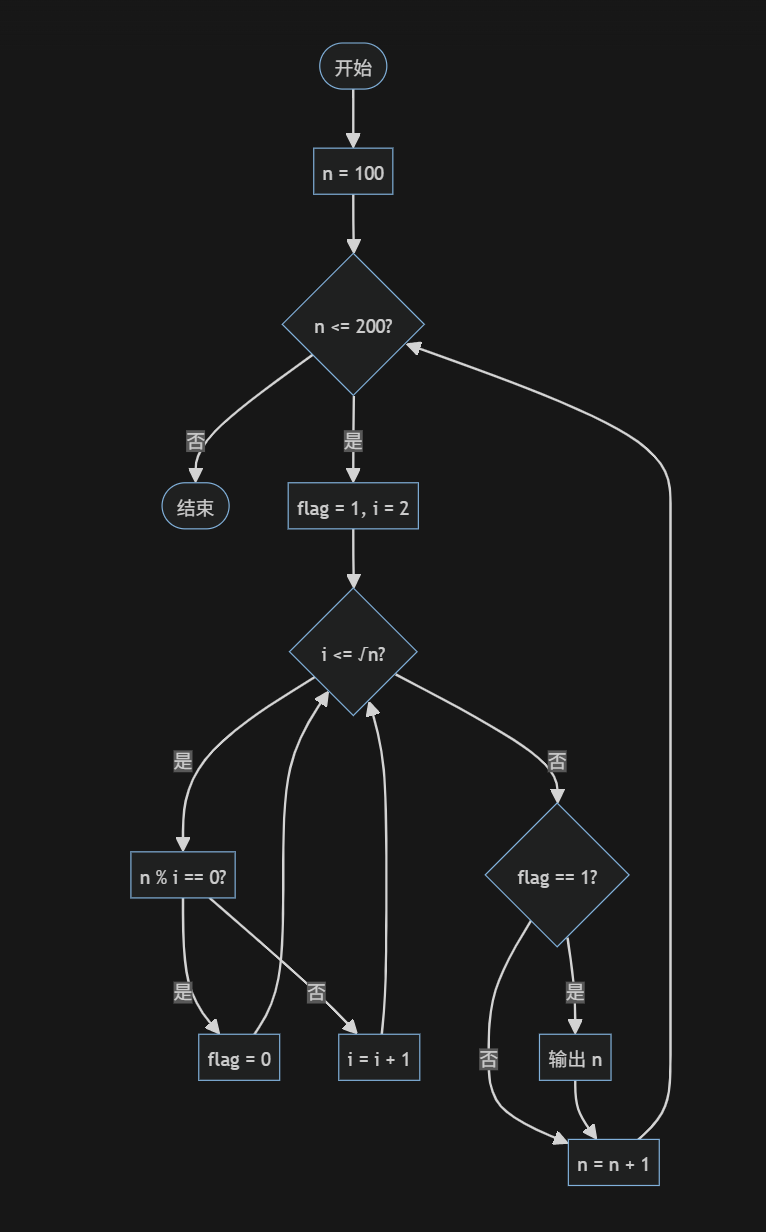 开始
n = 100
n <= 200?
否
是
结束
flag = 1, i = 2
i <= √n?
是
否
n % i == 0?
flag == 1?
是
否
是
flag = 0
i = i + 1
否
输出 n
n = n + 1